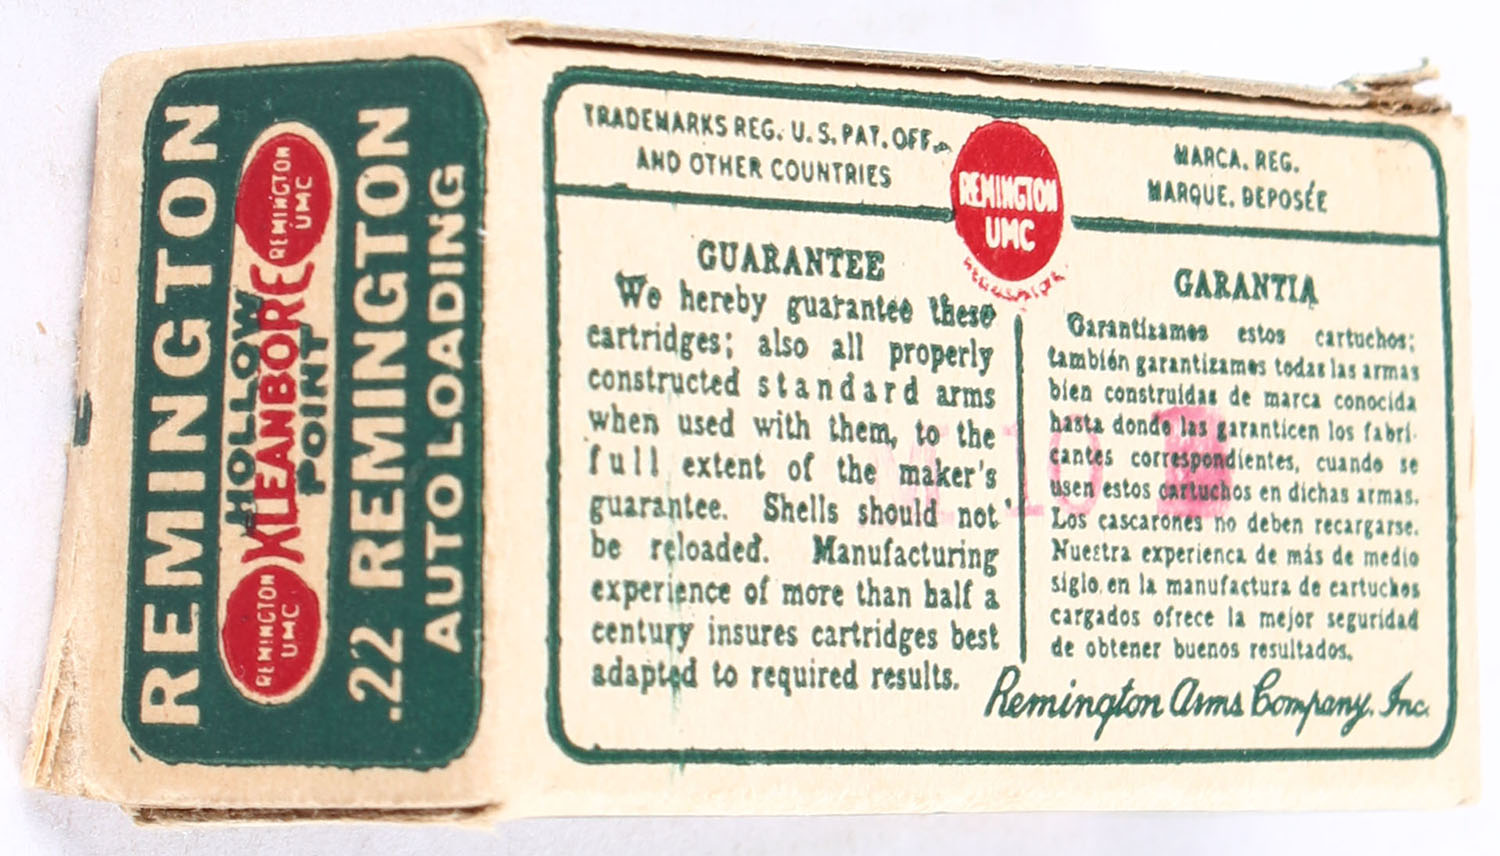 REMINGTON
HOLLOW
REMINGTON
UMC
KLEANBORE
REMINGTON
UMC
POINT
.22 REMINGTON
AUTOLOADING
TRADEMARKS REG. U.S. PAT. OFF.
AND OTHER COUNTRIES
REMINGTON
UMC
MARCA. REG.
MARQUE. DEPOSÉE
GUARANTEE
We hereby guarantee these
cartridges; also all properly
constructed standard arms
when used with them, to the
full extent of the maker's
guarantee. Shells should not
be reloaded. Manufacturing
experience of more than half a
century insures cartridges best
adapted to required results.
GARANTIA
Garantizamos estos cartuchos;
también garantizamos todas las armas
bien construidas de marca conocida
hasta donde las garanticen los fabri-
cantes correspondientes, cuando se
usen estos cartuchos en dichas armas.
Los cascarones no deben recargarse.
Nuestra experienca de más de medio
siglo en la manufactura de cartuchos
cargados ofrece la mejor seguridad
de obtener buenos resultados.
Remington Arms Company, Inc.